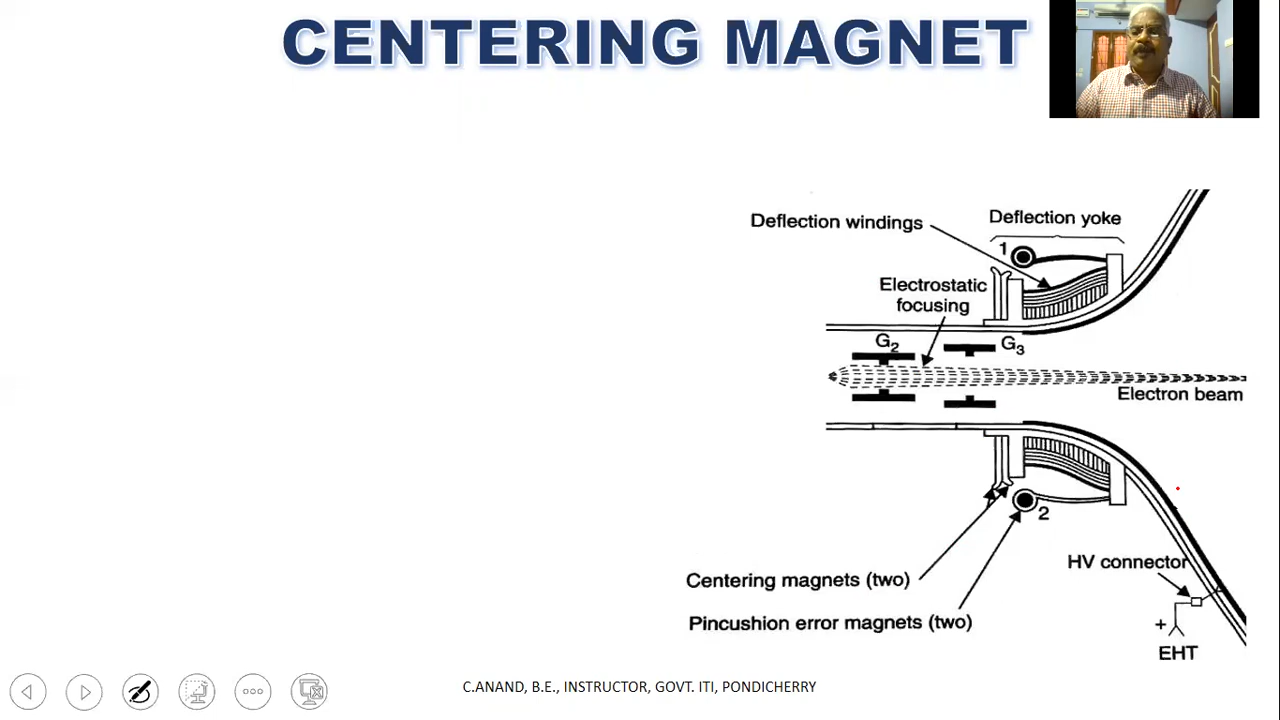 CENTERING MAGNET
Deflection windings
Deflection yoke
1
Electrostatic
focusing
G2
G3
Electron beam
2
HV connector
Centering magnets (two)
Pincushion error magnets (two)
+
EHT
C.ANAND, B.E., INSTRUCTOR, GOVT. ITI, PONDICHERRY